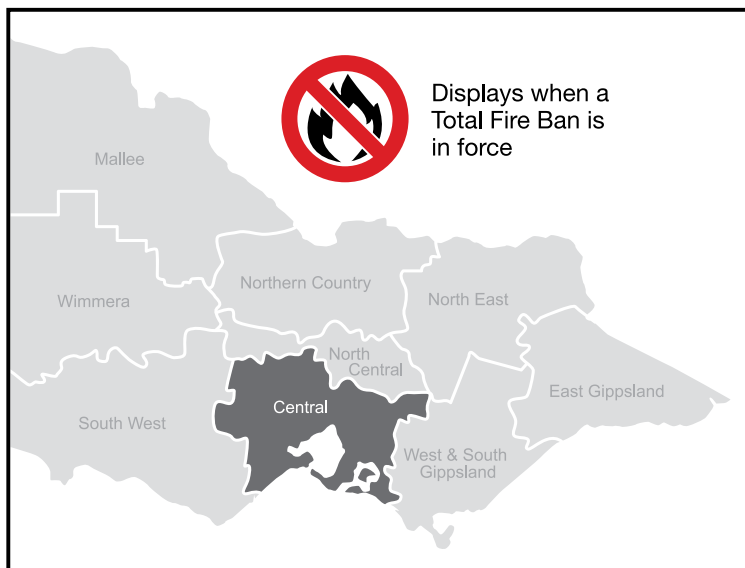 Displays when a
Total Fire Ban is
in force
Mallee
Wimmera
Northern Country
North East
North
Central
East Gippsland
South West
Central
West & South
Gippsland